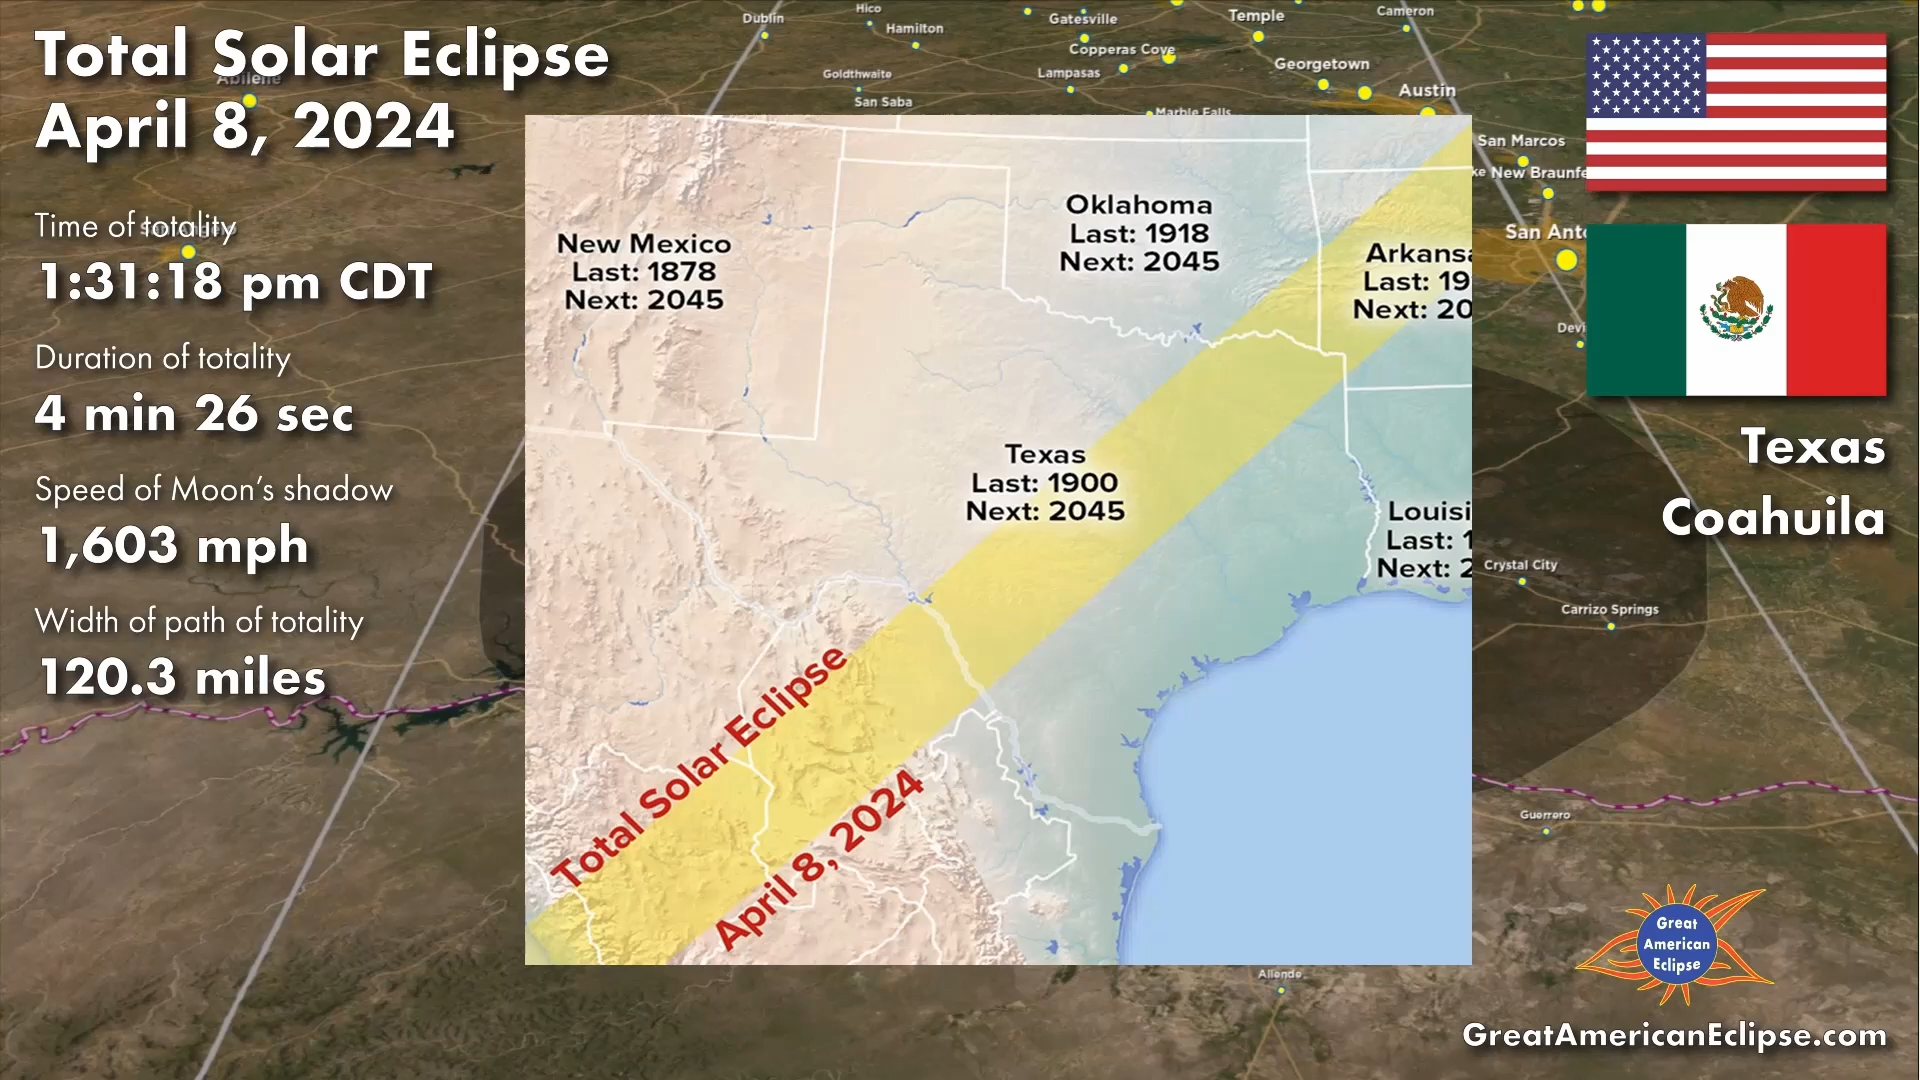 Total Solar Eclipse
April 8, 2024
Abilene
Time of totality
1:31:18 pm CDT
Duration of totality
4 min 26 sec
Speed of Moon's shadow
1,603 mph
Width of path of totality
120.3 miles
Dublin
Hico
Hamilton
Gatesville
Temple
Cameron
Copperas Cove
Georgetown
Goldthwaite
Lampasas
Austin
San Saba
Marble Falls
San Marcos
New Braunfe
San Anto
Devi
New Mexico
Last: 1878
Next: 2045
Oklahoma
Last: 1918
Next: 2045
Arkansa
Last: 19
Next: 20
Texas
Last: 1900
Next: 2045
Louisi
Last: 1
Next: 2
Total Solar Eclipse
April 8, 2024
Texas
Coahuila
Crystal City
Carrizo Springs
Guerrero
Allende
Great
American
Eclipse
GreatAmericanEclipse.com